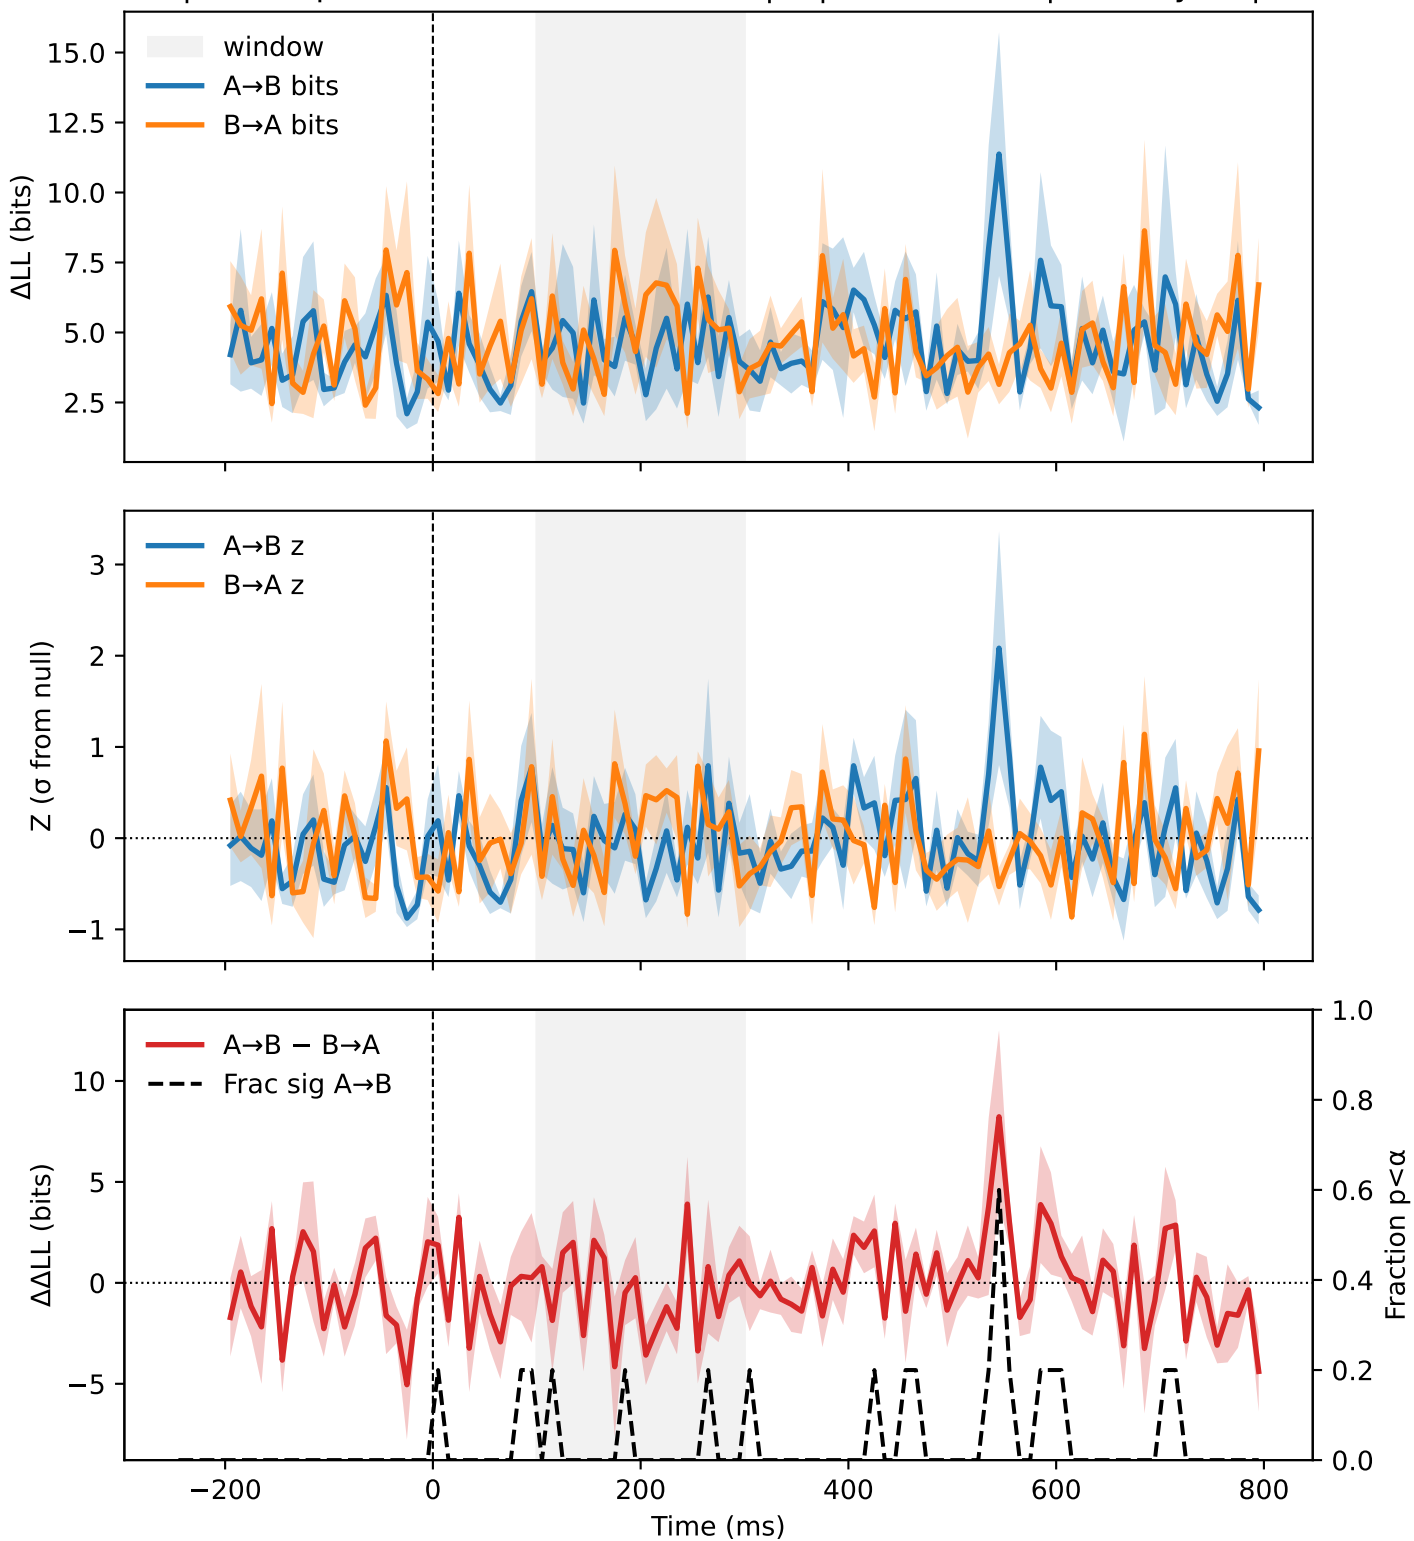 15.0
12.5
10.0
7.5
5.0
2.5
ΔLL (bits)
window
A→B bits
B→A bits
3
2
1
0
−1
Z (σ from null)
A→B z
B→A z
10
5
0
−5
ΔΔLL (bits)
A→B − B→A
Frac sig A→B
1.0
0.8
0.6
0.4
0.2
0.0
Fraction p<α
−200
0
200
400
600
800
Time (ms)